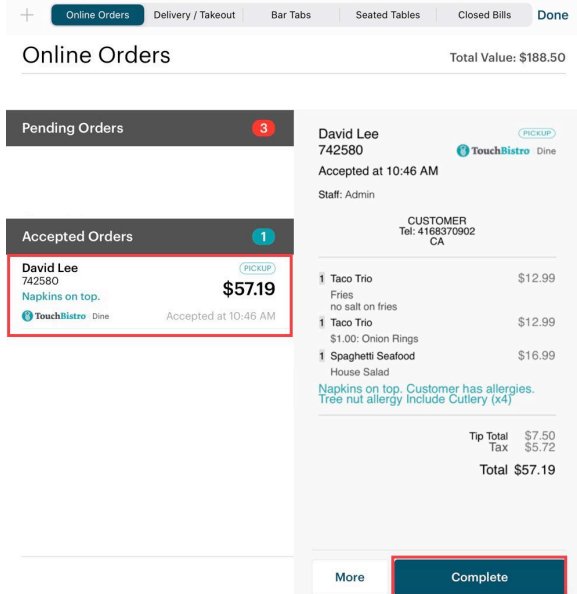 Online Orders
Delivery / Takeout
Bar Tabs
Seated Tables
Closed Bills
Done
Online Orders
Total Value: $188.50
Pending Orders 3
Accepted Orders 1
David Lee PICKUP
742580
$57.19
Napkins on top.
TouchBistro Dine Accepted at 10:46 AM
David Lee PICKUP
742580 TouchBistro Dine
Accepted at 10:46 AM
Staff: Admin
CUSTOMER
Tel: 4168370902
CA
1 Taco Trio $12.99
Fries
no salt on fries
1 Taco Trio $12.99
$1.00: Onion Rings
1 Spaghetti Seafood $16.99
House Salad
Napkins on top. Customer has allergies.
Tree nut allergy Include Cutlery (x4)
Tip Total $7.50
Tax $5.72
Total $57.19
More
Complete